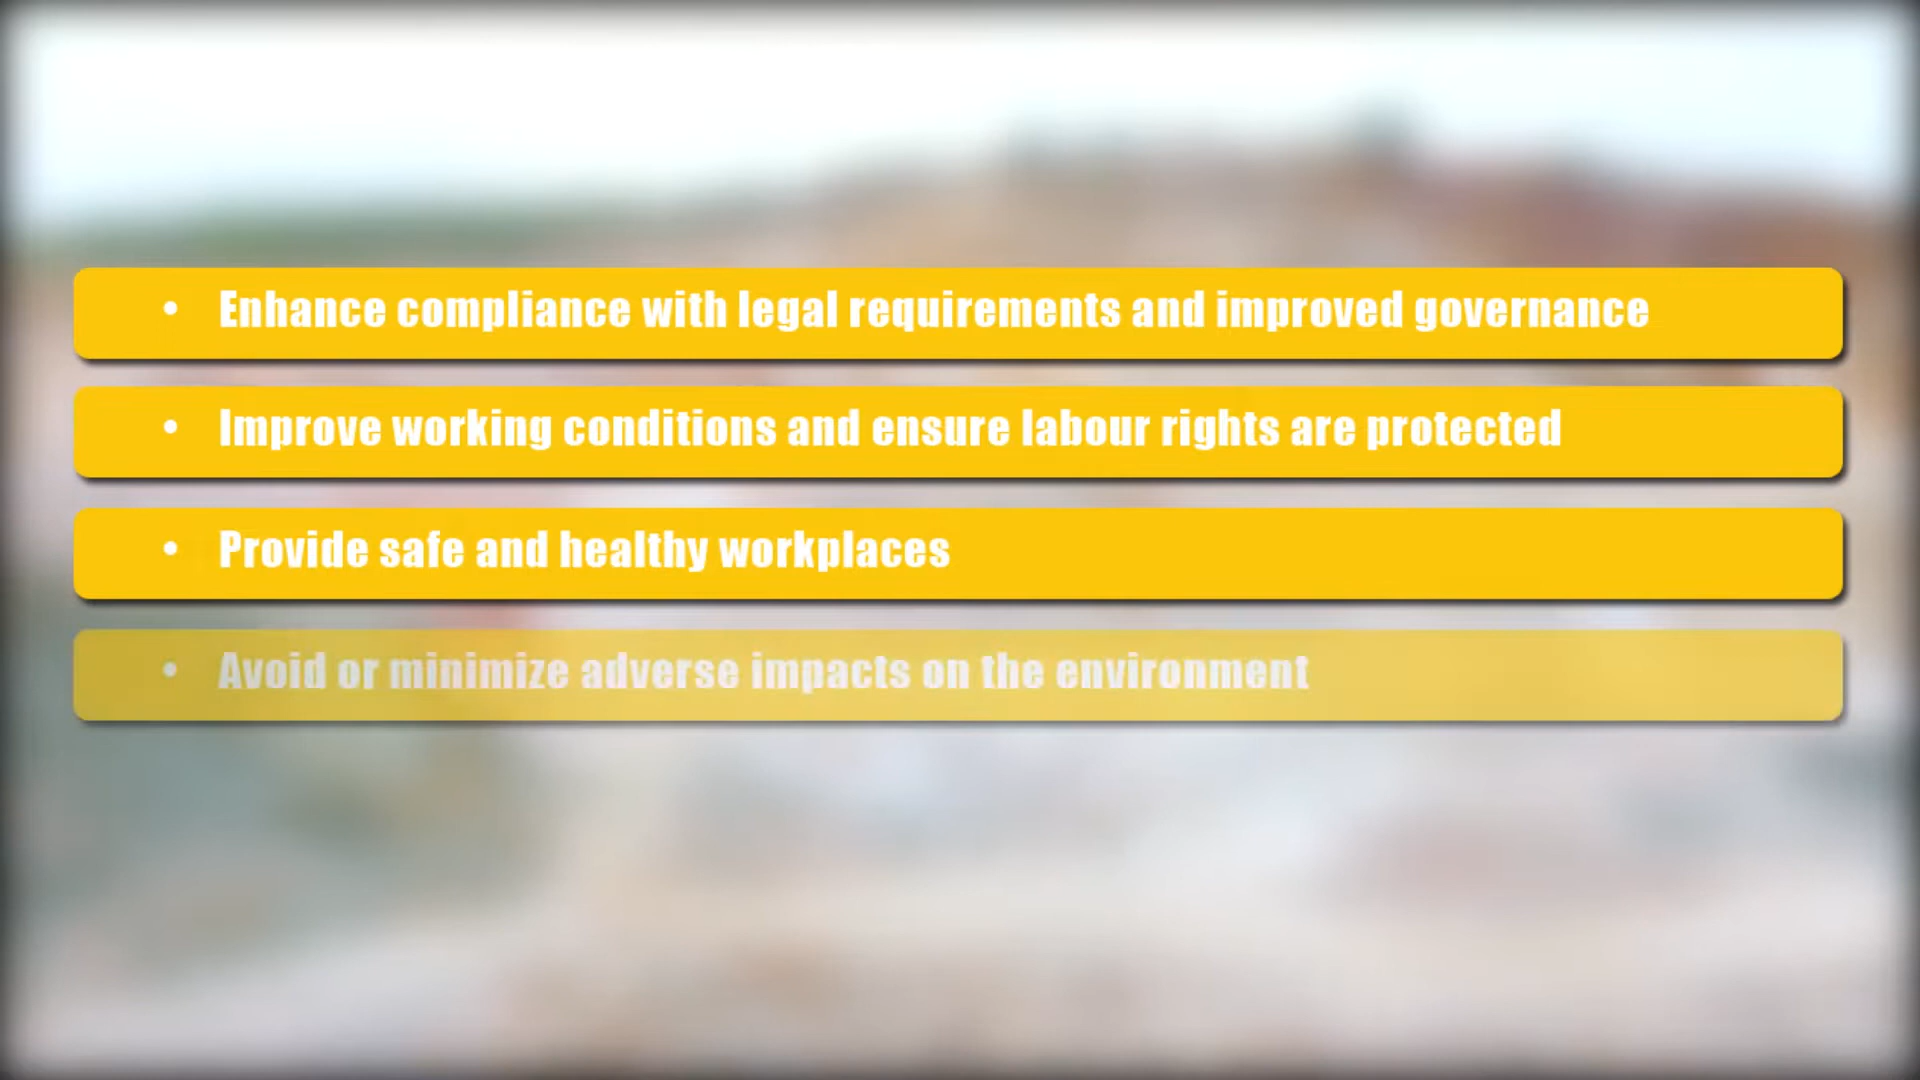 • Enhance compliance with legal requirements and improved governance
• Improve working conditions and ensure labour rights are protected
• Provide safe and healthy workplaces
• Avoid or minimize adverse impacts on the environment